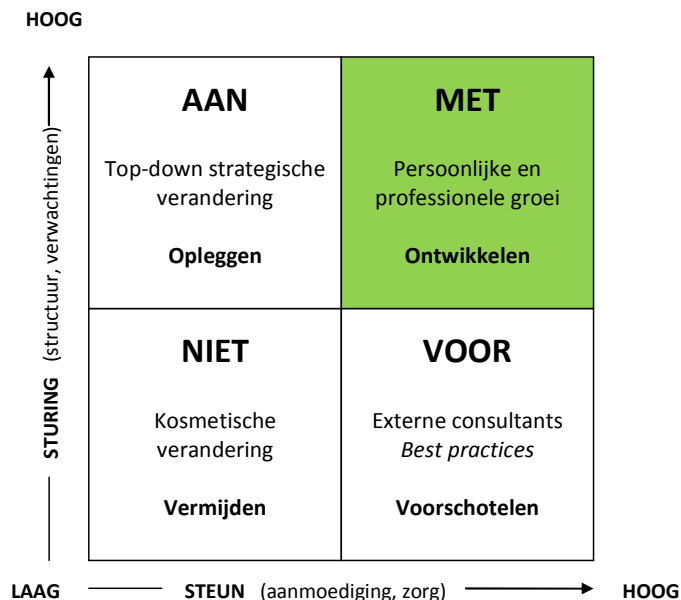 HOOG
AAN
Top-down strategische
verandering
Opleggen
MET
Persoonlijke en
professionele groei
Ontwikkelen
NIET
Kosmetische
verandering
Vermijden
VOOR
Externe consultants
Best practices
Voorschotelen
STURING (structuur, verwachtingen)
LAAG
STEUN (aanmoediging, zorg)
HOOG